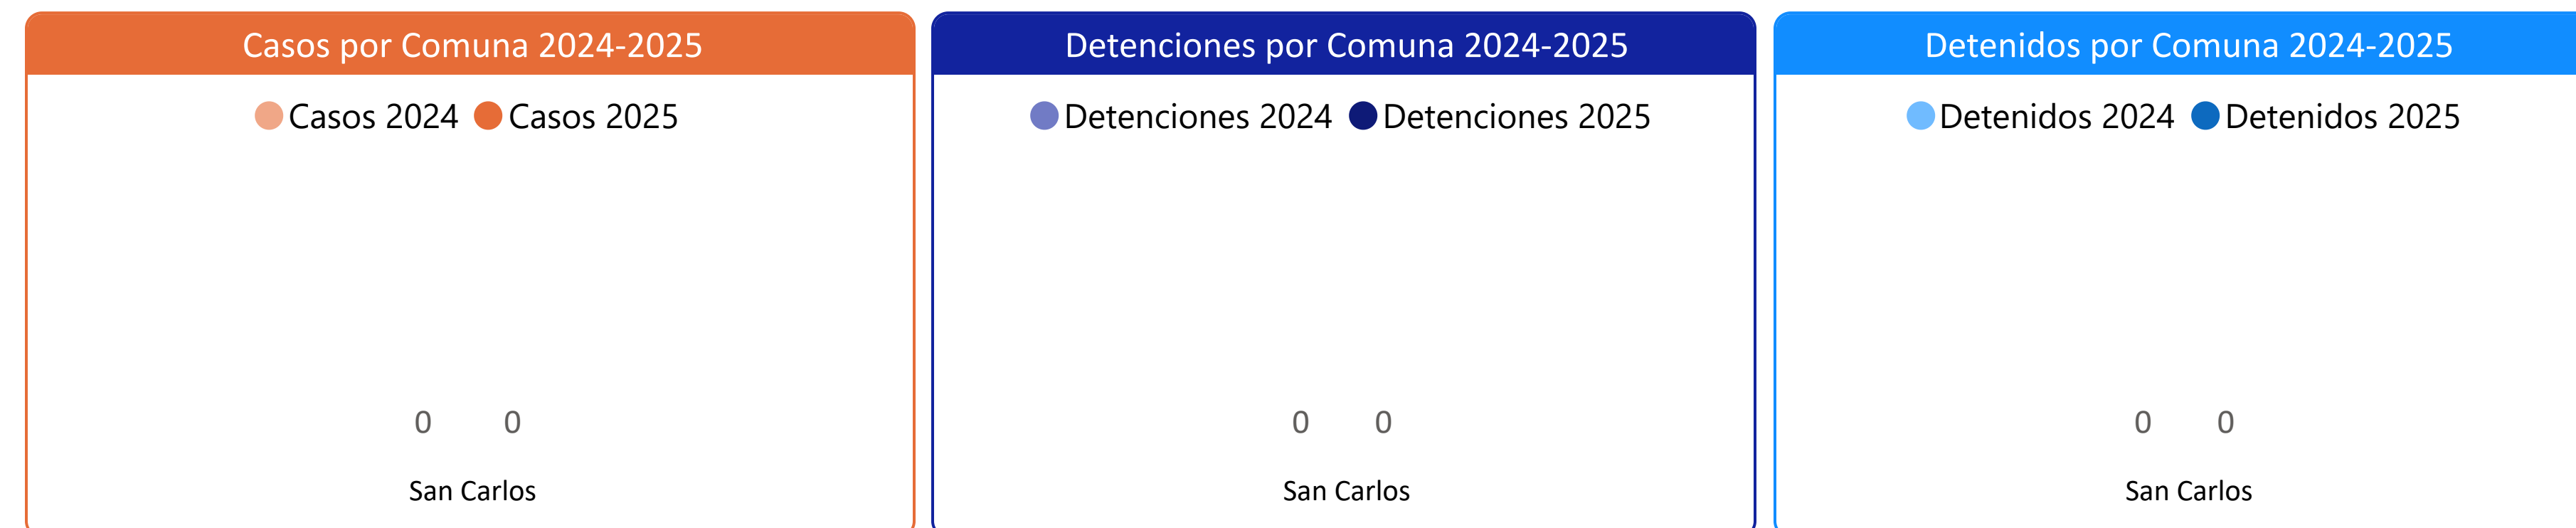 Casos por Comuna 2024-2025
Casos 2024 Casos 2025
0 0
San Carlos
Detenciones por Comuna 2024-2025
Detenciones 2024 Detenciones 2025
0 0
San Carlos
Detenidos por Comuna 2024-2025
Detenidos 2024 Detenidos 2025
0 0
San Carlos